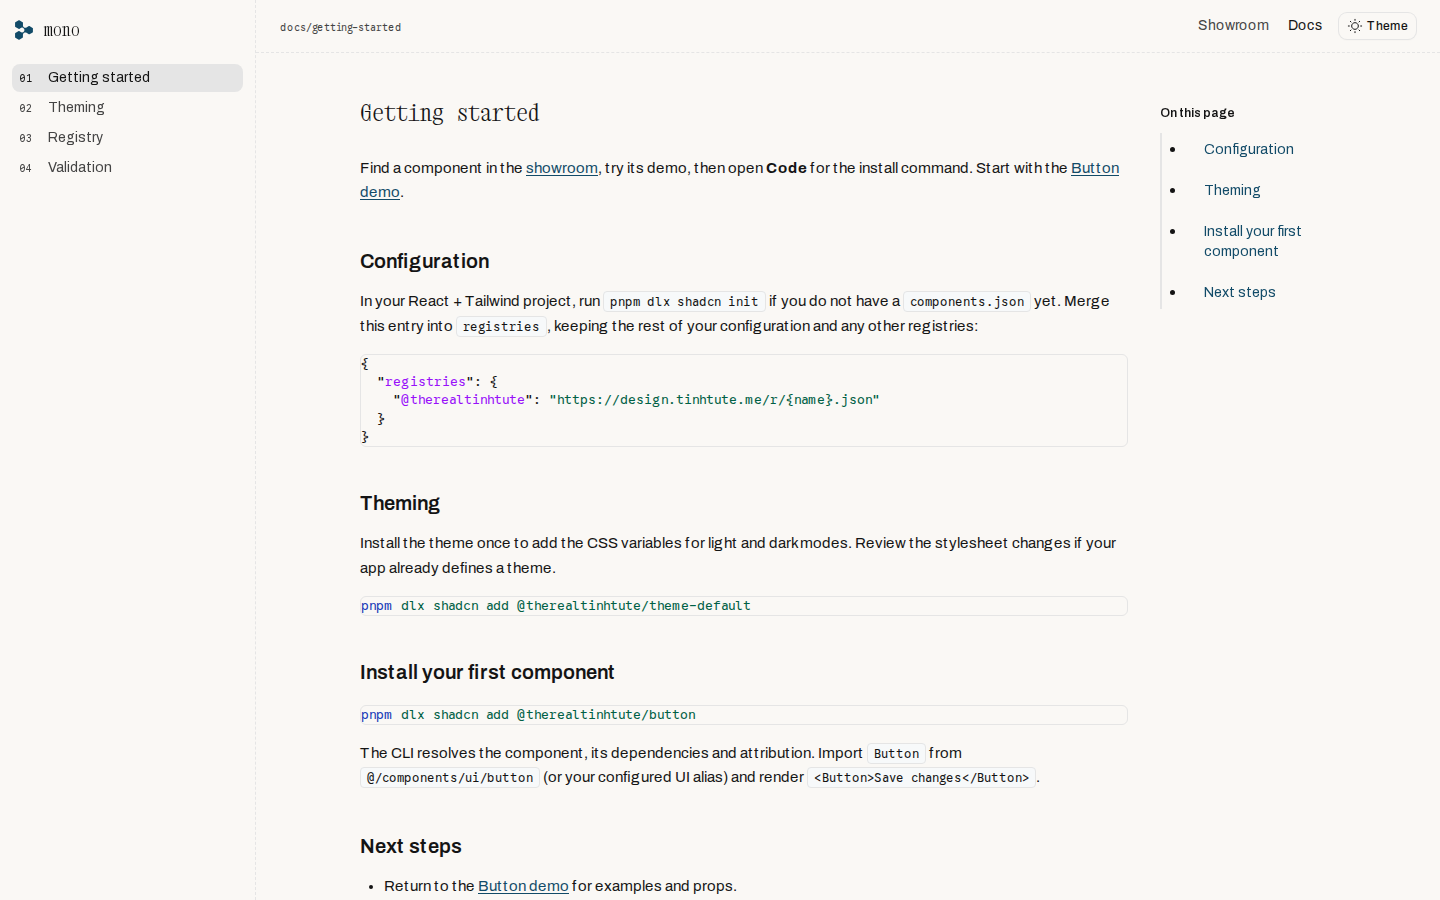 mono
docs/getting-started
Showroom
Docs
Theme
01 Getting started
02 Theming
03 Registry
04 Validation
Getting started
Find a component in the showroom, try its demo, then open Code for the install command. Start with the Button
demo.
Configuration
In your React + Tailwind project, run pnpm dlx shadcn init if you do not have a components.json yet. Merge
this entry into registries, keeping the rest of your configuration and any other registries:
{
  "registries": {
    "@therealtinhtute": "https://design.tinhtute.me/r/{name}.json"
  }
}
Theming
Install the theme once to add the CSS variables for light and dark modes. Review the stylesheet changes if your
app already defines a theme.
pnpm dlx shadcn add @therealtinhtute/theme-default
Install your first component
pnpm dlx shadcn add @therealtinhtute/button
The CLI resolves the component, its dependencies and attribution. Import Button from
@/components/ui/button (or your configured UI alias) and render <Button>Save changes</Button>.
Next steps
• Return to the Button demo for examples and props.
On this page
• Configuration
• Theming
• Install your first
component
• Next steps